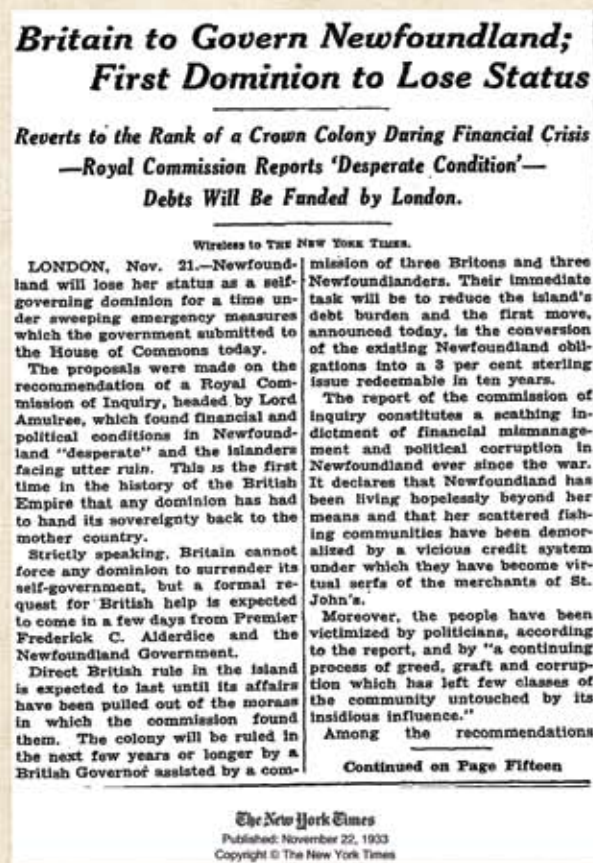 Britain to Govern Newfoundland;
First Dominion to Lose Status
Reverts to the Rank of a Crown Colony During Financial Crisis
—Royal Commission Reports 'Desperate Condition'—
Debts Will Be Funded by London.
Wireless to THE NEW YORK TIMES.
LONDON, Nov. 21.—Newfound-
land will lose her status as a self-
governing dominion for a time un-
der sweeping emergency measures
which the government submitted to
the House of Commons today.
The proposals were made on the
recommendation of a Royal Com-
mission of Inquiry, headed by Lord
Amulree, which found financial and
political conditions in Newfound-
land "desperate" and the islanders
facing utter ruin. This is the first
time in the history of the British
Empire that any dominion has had
to hand its sovereignty back to the
mother country.
Strictly speaking, Britain cannot
force any dominion to surrender its
self-government, but a formal re-
quest for British help is expected
to come in a few days from Premier
Frederick C. Alderdice and the
Newfoundland Government.
Direct British rule in the island
is expected to last until its affairs
have been pulled out of the morass
in which the commission found
them. The colony will be ruled in
the next few years or longer by a
British Governor assisted by a com-
mission of three Britons and three
Newfoundlanders. Their immediate
task will be to reduce the island's
debt burden and the first move,
announced today, is the conversion
of the existing Newfoundland obli-
gations into a 3 per cent sterling
issue redeemable in ten years.
The report of the commission of
inquiry constitutes a scathing in-
dictment of financial mismanage-
ment and political corruption in
Newfoundland ever since the war.
It declares that Newfoundland has
been living hopelessly beyond her
means and that her scattered fish-
ing communities have been demor-
alized by a vicious credit system
under which they have become vir-
tual serfs of the merchants of St.
John's.
Moreover, the people have been
victimized by politicians, according
to the report, and by "a continuing
process of greed, graft and corrup-
tion which has left few classes of
the community untouched by its
insidious influence."
Among the recommendations
Continued on Page Fifteen
The New York Times
Published: November 22, 1933
Copyright © The New York Times